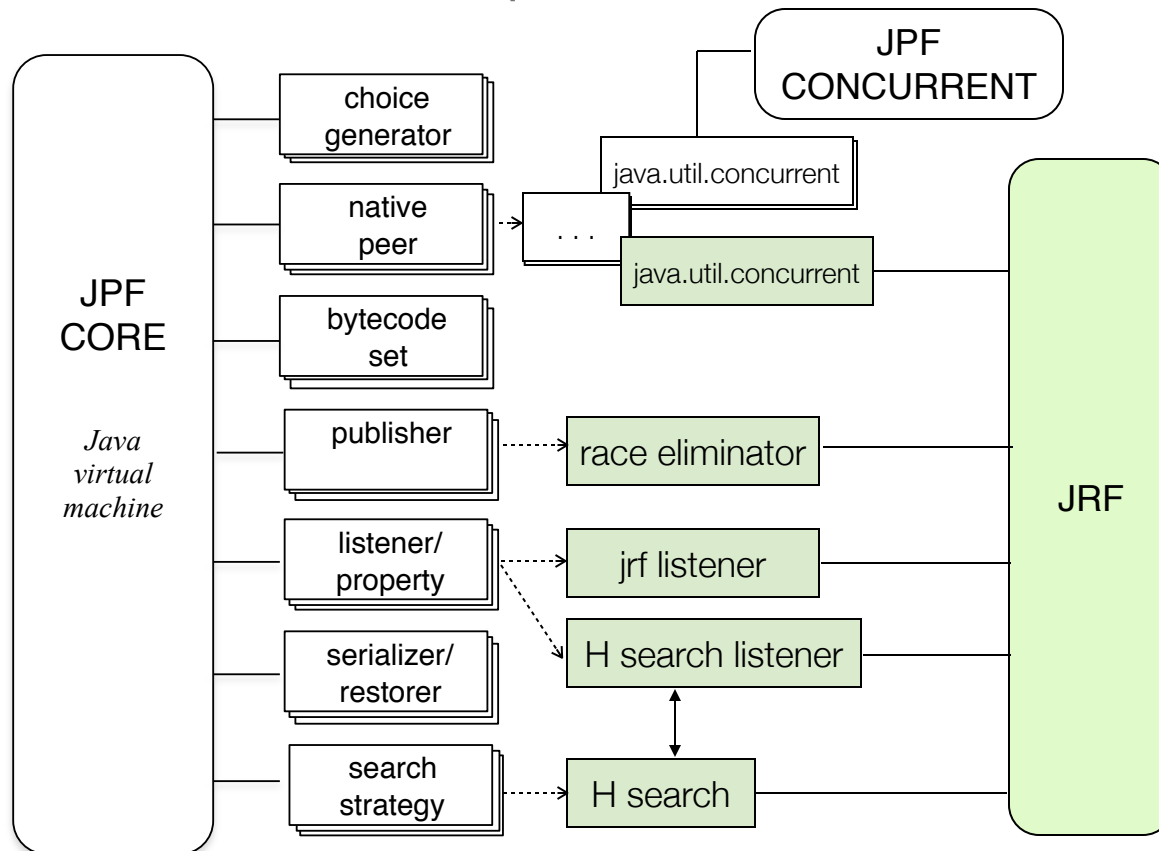 JPF
CORE
Java
virtual
machine
choice
generator
native
peer
bytecode
set
publisher
listener/
property
serializer/
restorer
search
strategy
JPF
CONCURRENT
java.util.concurrent
. . .
java.util.concurrent
race eliminator
jrf listener
H search listener
H search
JRF